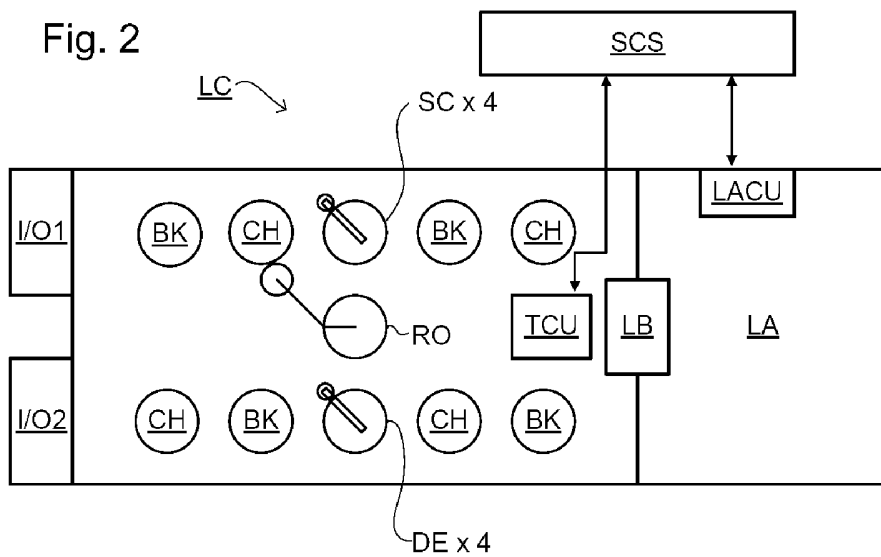 Fig. 2
SCS
LC
SC x 4
LACU
I/O1
BK
CH
BK
CH
RO
TCU
LB
LA
I/O2
CH
BK
CH
BK
DE x 4